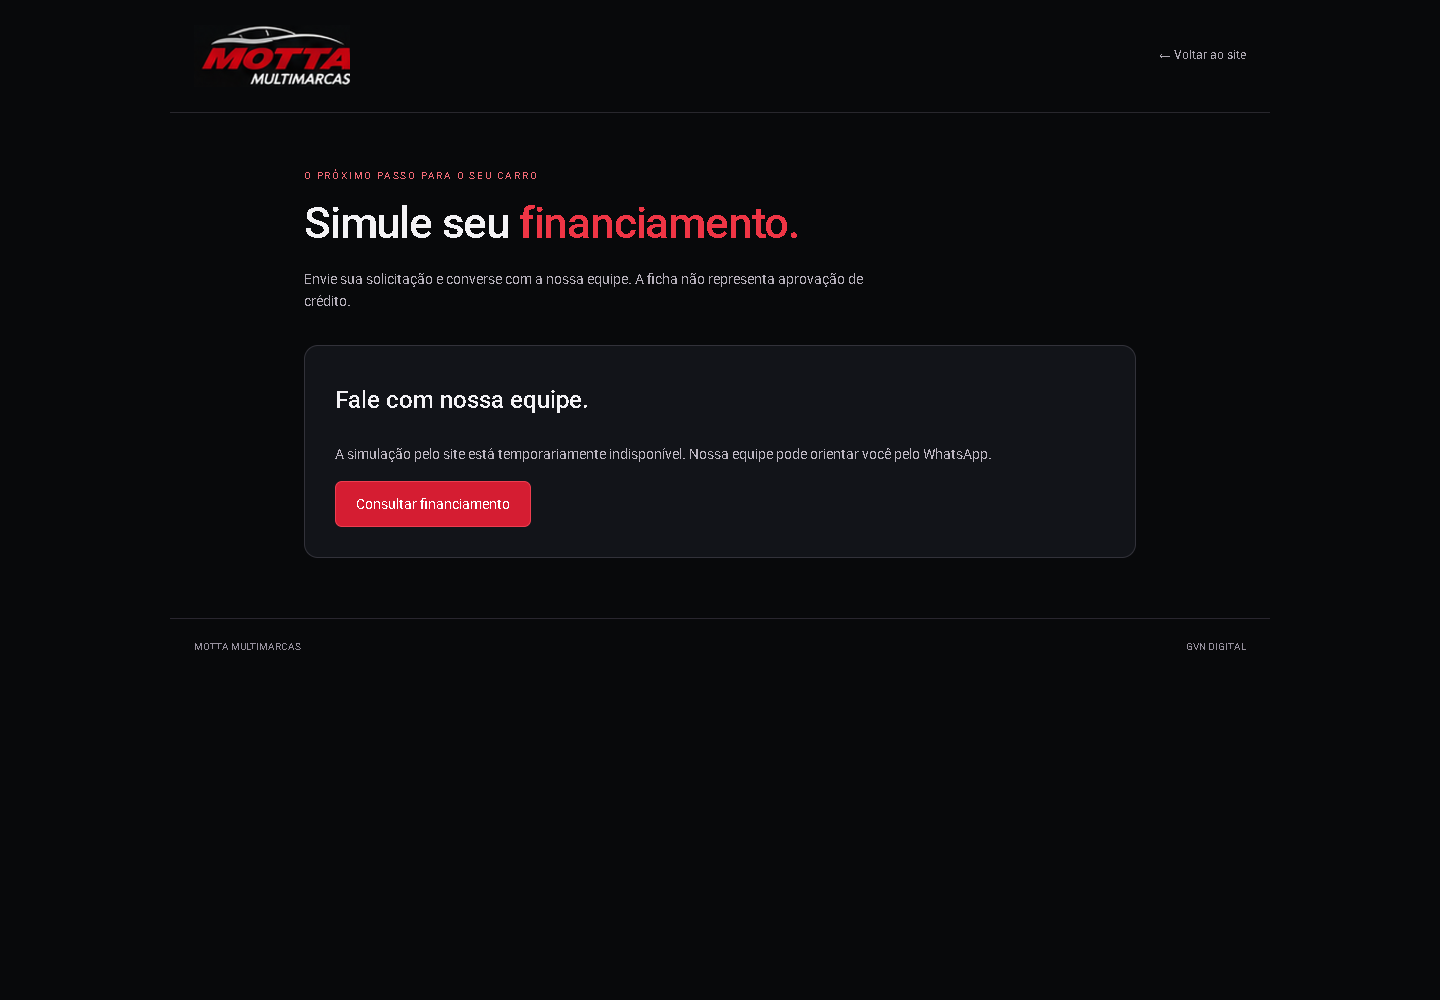 MOTTA
MULTIMARCAS
← Voltar ao site
O PRÓXIMO PASSO PARA O SEU CARRO
Simule seu financiamento.
Envie sua solicitação e converse com a nossa equipe. A ficha não representa aprovação de
crédito.
Fale com nossa equipe.
A simulação pelo site está temporariamente indisponível. Nossa equipe pode orientar você pelo WhatsApp.
Consultar financiamento
MOTTA MULTIMARCAS
GVN DIGITAL